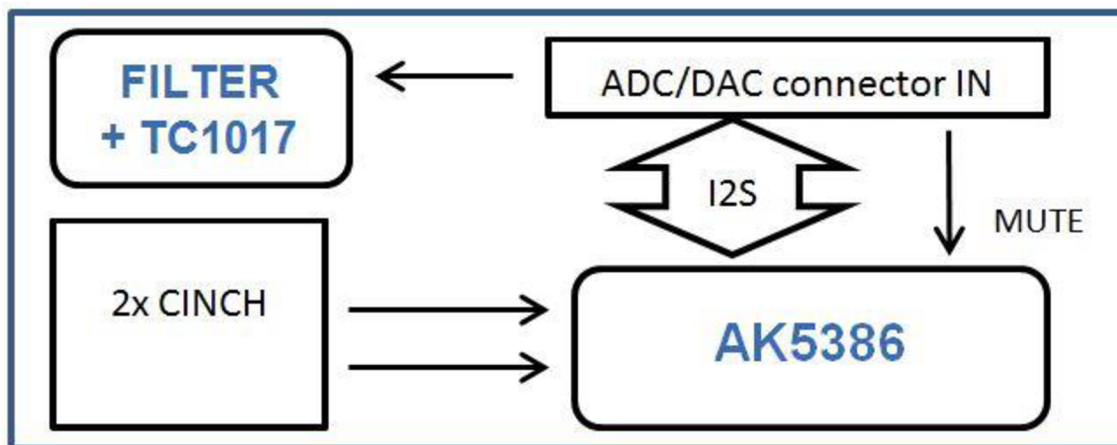 FILTER
+ TC1017
ADC/DAC connector IN
I2S
MUTE
2x CINCH
AK5386